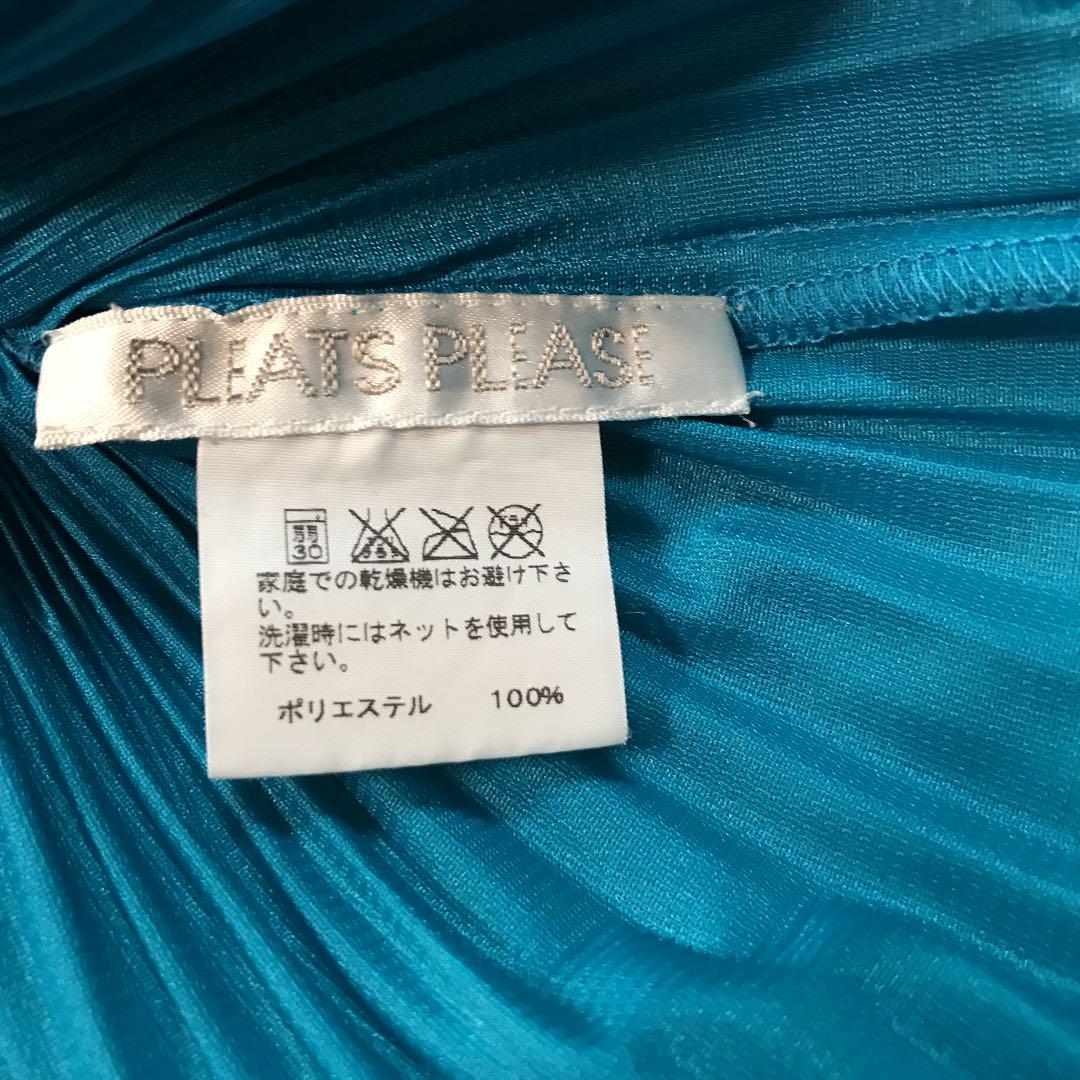 PLEATS PLEASE
弱
30
家庭での乾燥機はお避け下さ
い。
洗濯時にはネットを使用して
下さい。
ポリエステル 100%